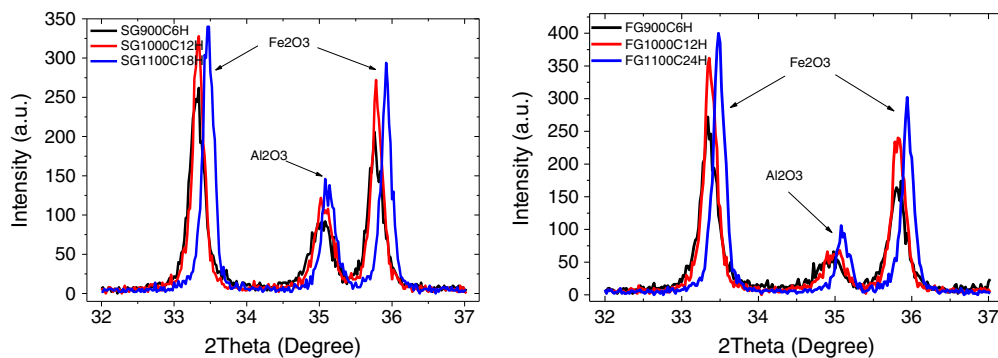 SG900C6H
SG1000C12H
SG1100C18H
Fe2O3
Al2O3
Intensity (a.u.)
350
300
250
200
150
100
50
0
32 33 34 35 36 37
2Theta (Degree)
FG900C6H
FG1000C12H
FG1100C24H
Fe2O3
Al2O3
Intensity (a.u.)
400
350
300
250
200
150
100
50
0
32 33 34 35 36 37
2Theta (Degree)